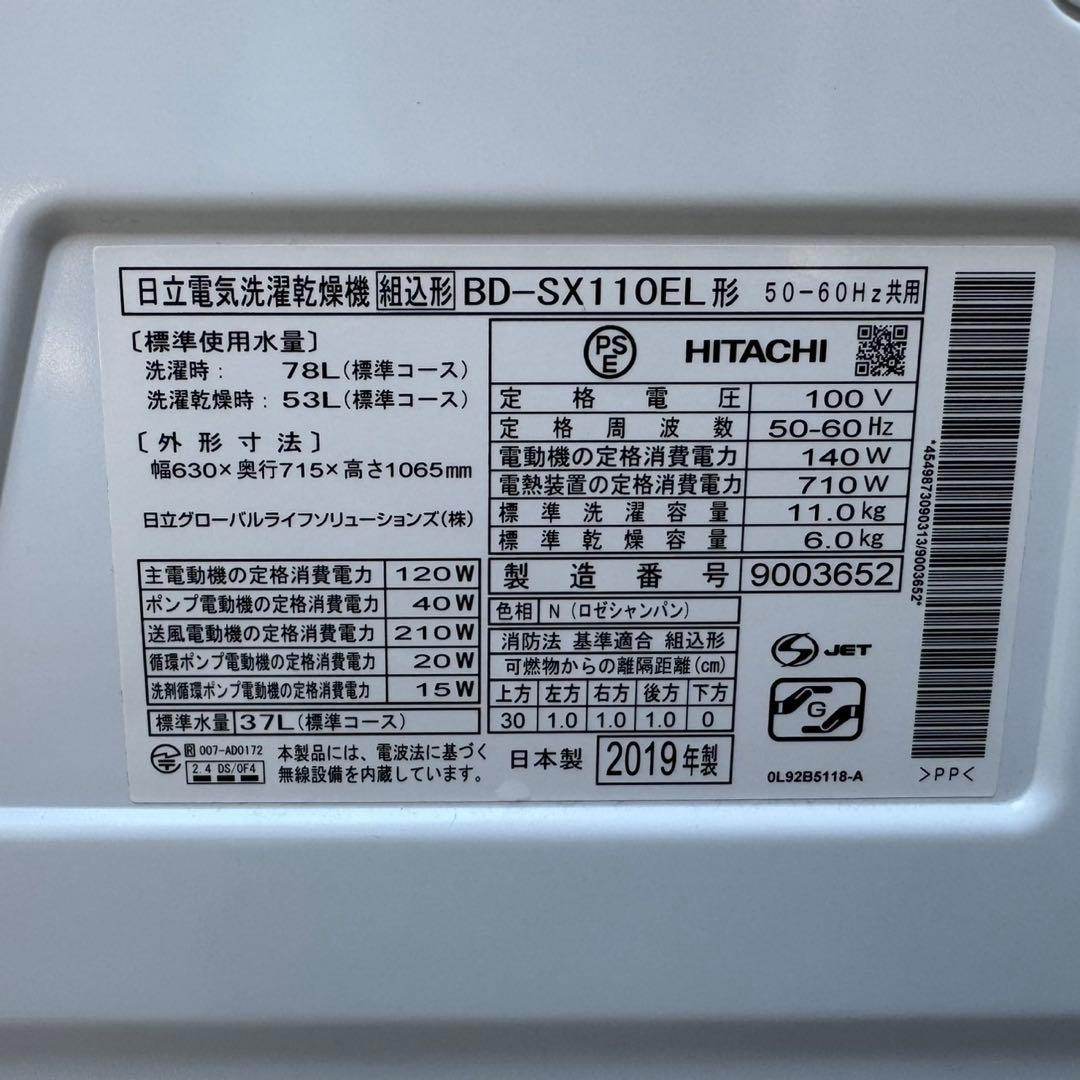 日立電気洗濯乾燥機 組込形 BD-SX110EL形 50-60Hz共用
〔標準使用水量〕
洗濯時： 78L(標準コース)
洗濯乾燥時：53L(標準コース)
〔外形寸法〕
幅630×奥行715×高さ1065mm
日立グローバルライフソリューションズ(株)
主電動機の定格消費電力 120W
ポンプ電動機の定格消費電力 40W
送風電動機の定格消費電力 210W
循環ポンプ電動機の定格消費電力 20W
洗剤循環ポンプ電動機の定格消費電力 15W
標準水量 37L(標準コース)
R 007-AD0172
2.4 DS/OF4
本製品には、電波法に基づく
無線設備を内蔵しています。
PSE HITACHI
定格電圧 100V
定格周波数 50-60Hz
電動機の定格消費電力 140W
電熱装置の定格消費電力 710W
標準洗濯容量 11.0kg
標準乾燥容量 6.0kg
製造番号 9003652
色相 N(ロゼシャンパン)
消防法 基準適合 組込形
可燃物からの離隔距離(cm)
上方 左方 右方 後方 下方
30 1.0 1.0 1.0 0
日本製 2019年製
S JET
G
0L92B5118-A
*4549873090313/9003652*
>PP<